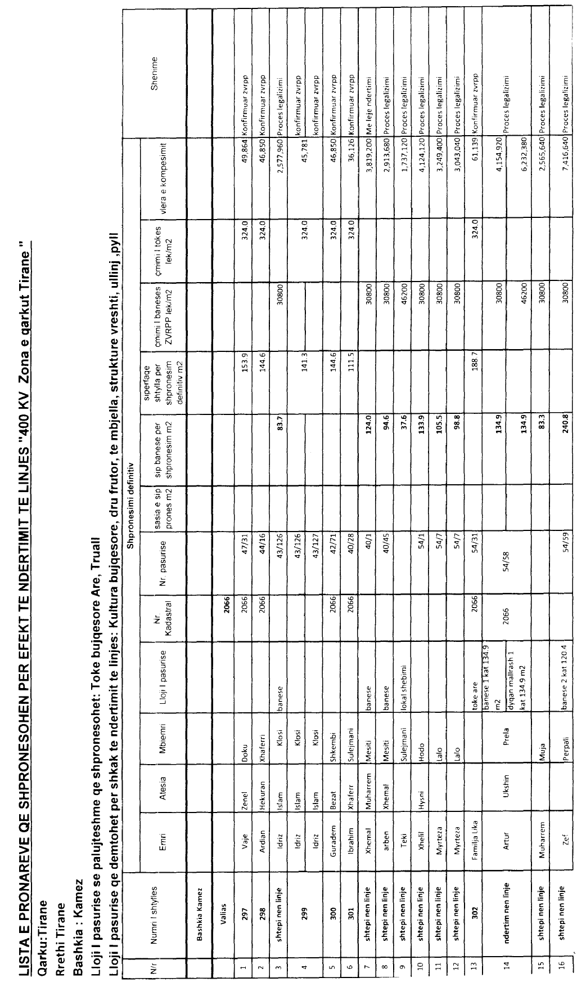 LISTA E PRONAREVE QE SHPRONESOHEN PER EFEKT TE NDERTIMIT TE LINJES "400 KV Zona e qarkut Tirane "
Qarku:Tirane
Rrethi Tirane
Bashkia : Kamez
Lloji I pasurise se palujteshme qe shpronesohet: Toke bujqesore Are, Truall
Lloji I pasurise qe demtohet per shkak te ndertimit te linjes: Kultura bujqesore, dru frutor, te mbjella, strukture vreshti, ullinj ,pyll
Shpronesimi definitiv
N/r Numri I shtylles Emri Atesia Mbiemri Lloji I pasurise Nr Kadastral Nr. pasurise sasia e sip prones m2 sip banese per shpronesim m2 siperfaqe shtylla per shpronesim definitiv m2 çmimi I baneses ZVRPP lek/m2 çmimi I tokes lek/m2 vlera e kompesimit Shenime
Bashkia Kamez
Valias 2066
1 297 Vaje Zenel Doku 2066 47/31 153.9 324.0 49,864 Konfirmuar zvrpp
2 298 Ardian Hekuran Xhaferri 2066 44/16 144.6 324.0 46,850 Konfirmuar zvrpp
3 shtepi nen linje Idriz Islam Klosi banese 43/126 83.7 30800 2,577,960 Proces legalizimi
4 299 Idriz Islam Klosi 43/126 141.3 324.0 45,781 konfirmuar zvrpp
Idriz Islam Klosi 43/127 konfirmuar zvrpp
5 300 Guradem Bezat Shkembi 2066 42/71 144.6 324.0 46,850 Konfirmuar zvrpp
6 301 Ibrahim Xhaferr Sulejmani 2066 40/28 111.5 324.0 36,126 Konfirmuar zvrpp
7 shtepi nen linje Xhemal Muharrem Mesiti banese 40/1 124.0 30800 3,819,200 Me leje ndertimi
8 shtepi nen linje arben Xhemal Mesiti banese 40/45 94.6 30800 2,913,680 Proces legalizimi
9 shtepi nen linje Teki Sulejmani lokal shebimi 37.6 46200 1,737,120 Proces legalizimi
10 shtepi nen linje Xhelil Hysni Hodo 54/1 133.9 30800 4,124,120 Proces legalizimi
11 shtepi nen linje Myrteza Lalo 54/7 105.5 30800 3,249,400 Proces legalizimi
12 shtepi nen linje Myrteza Lalo 54/7 98.8 30800 3,043,040 Proces legalizimi
13 302 Familja Lika toke are 2066 54/31 188.7 324.0 61,139 Konfirmuar zvrpp
14 ndertim nen linje Artur Ukshin Prela banese 1 kat 134.9 m2 2066 54/58 134.9 30800 4,154,920 Proces legalizimi
dyqan mallrash 1 kat 134.9 m2 134.9 46200 6,232,380
15 shtepi nen linje Muharrem Muja 83.3 30800 2,565,640 Proces legalizimi
16 shtepi nen linje Zef Perpali banese 2 kat 120.4 54/59 240.8 30800 7,416,640 Proces legalizimi